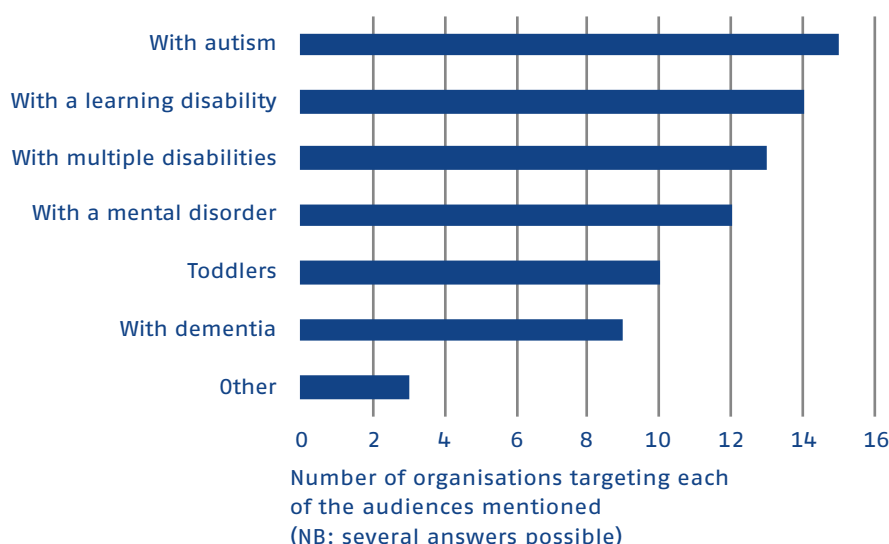 With autism
With a learning disability
With multiple disabilities
With a mental disorder
Toddlers
With dementia
Other
0 2 4 6 8 10 12 14 16
Number of organisations targeting each
of the audiences mentioned
(NB: several answers possible)